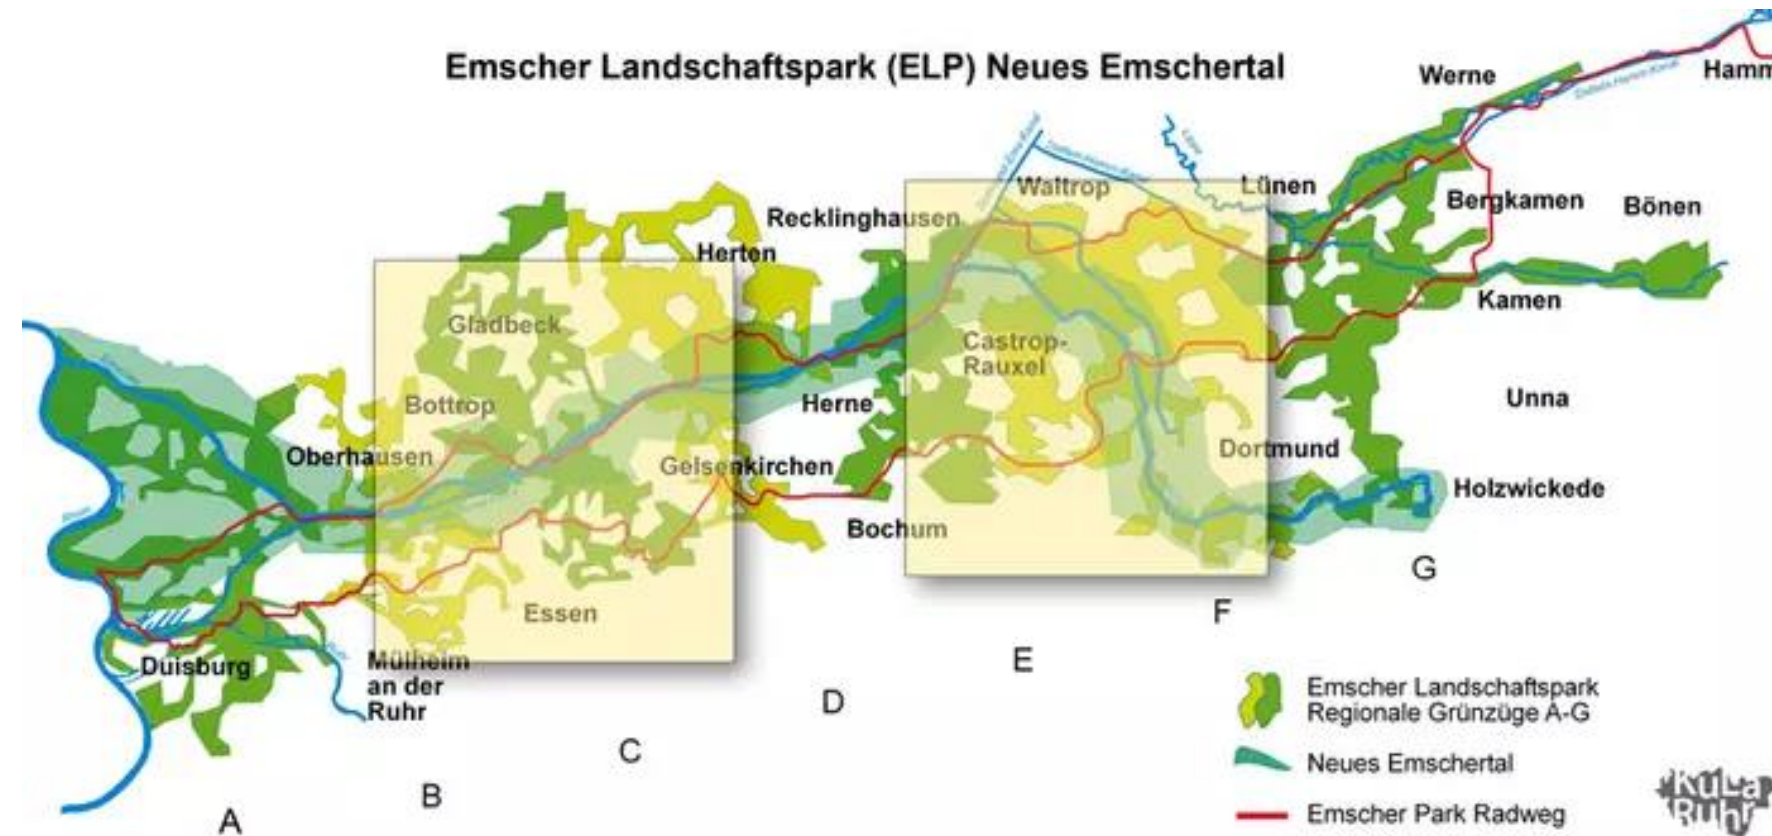 Emscher Landschaftspark (ELP) Neues Emschertal
Werne
Hamm
Waltrop
Lünen
Bergkamen
Bönen
Recklinghausen
Herten
Kamen
Gladbeck
Castrop-
Rauxel
Bottrop
Herne
Unna
Oberhausen
Gelsenkirchen
Dortmund
Holzwickede
Bochum
Essen
Duisburg
Mülheim
an der
Ruhr
A
B
C
D
E
F
G
Emscher Landschaftspark
Regionale Grünzüge A-G
Neues Emschertal
Emscher Park Radweg
KuLaRuhr